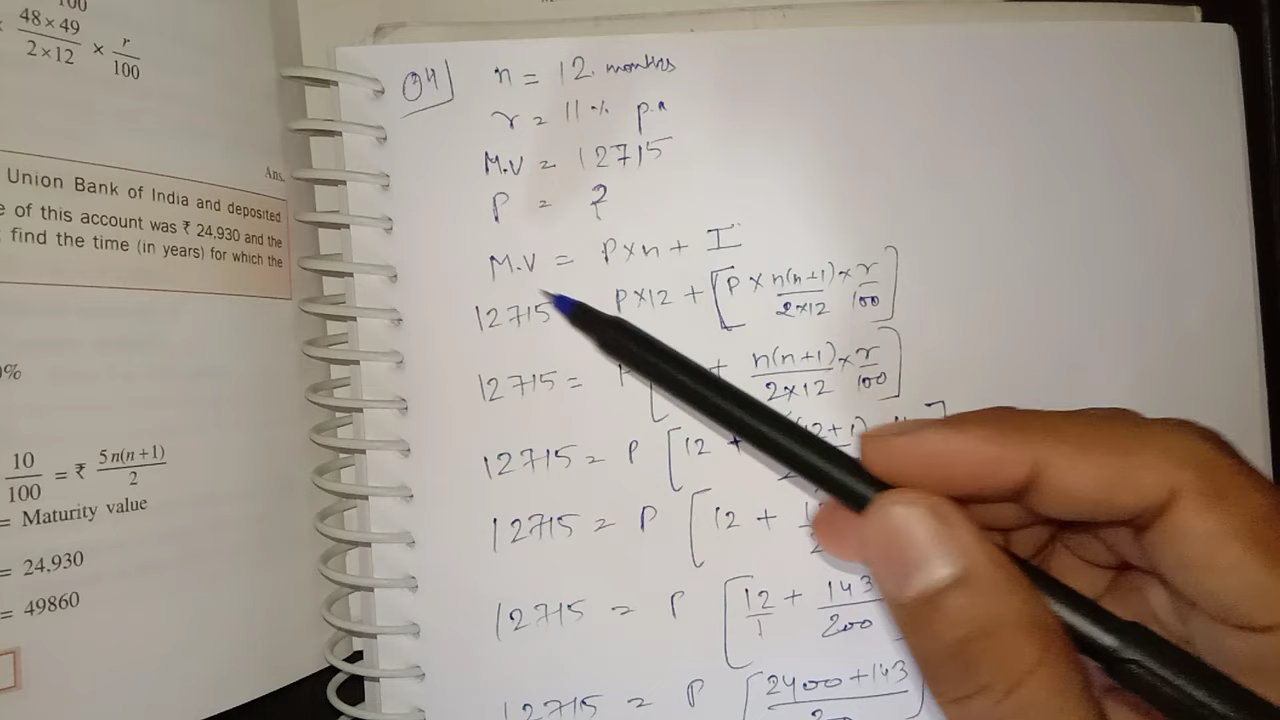 100
48×49/2×12 × r/100
Ans.
Union Bank of India and deposited
e of this account was ₹ 24,930 and the
find the time (in years) for which the
0%
10/100 = ₹ 5n(n+1)/2
= Maturity value
= 24,930
= 49860
Q4]
n = 12 months
r = 11% p.a
M.V = 12715
P = ?
M.V = P×n + I
12715 P×12 + [P × n(n+1)/2×12 × r/100]
12715 = [ + n(n+1)/2×12 × r/100]
12715 = P [12 +
12715 = P [12 +
12715 = P [12/1 + 143/200
12715 = P [2400+143